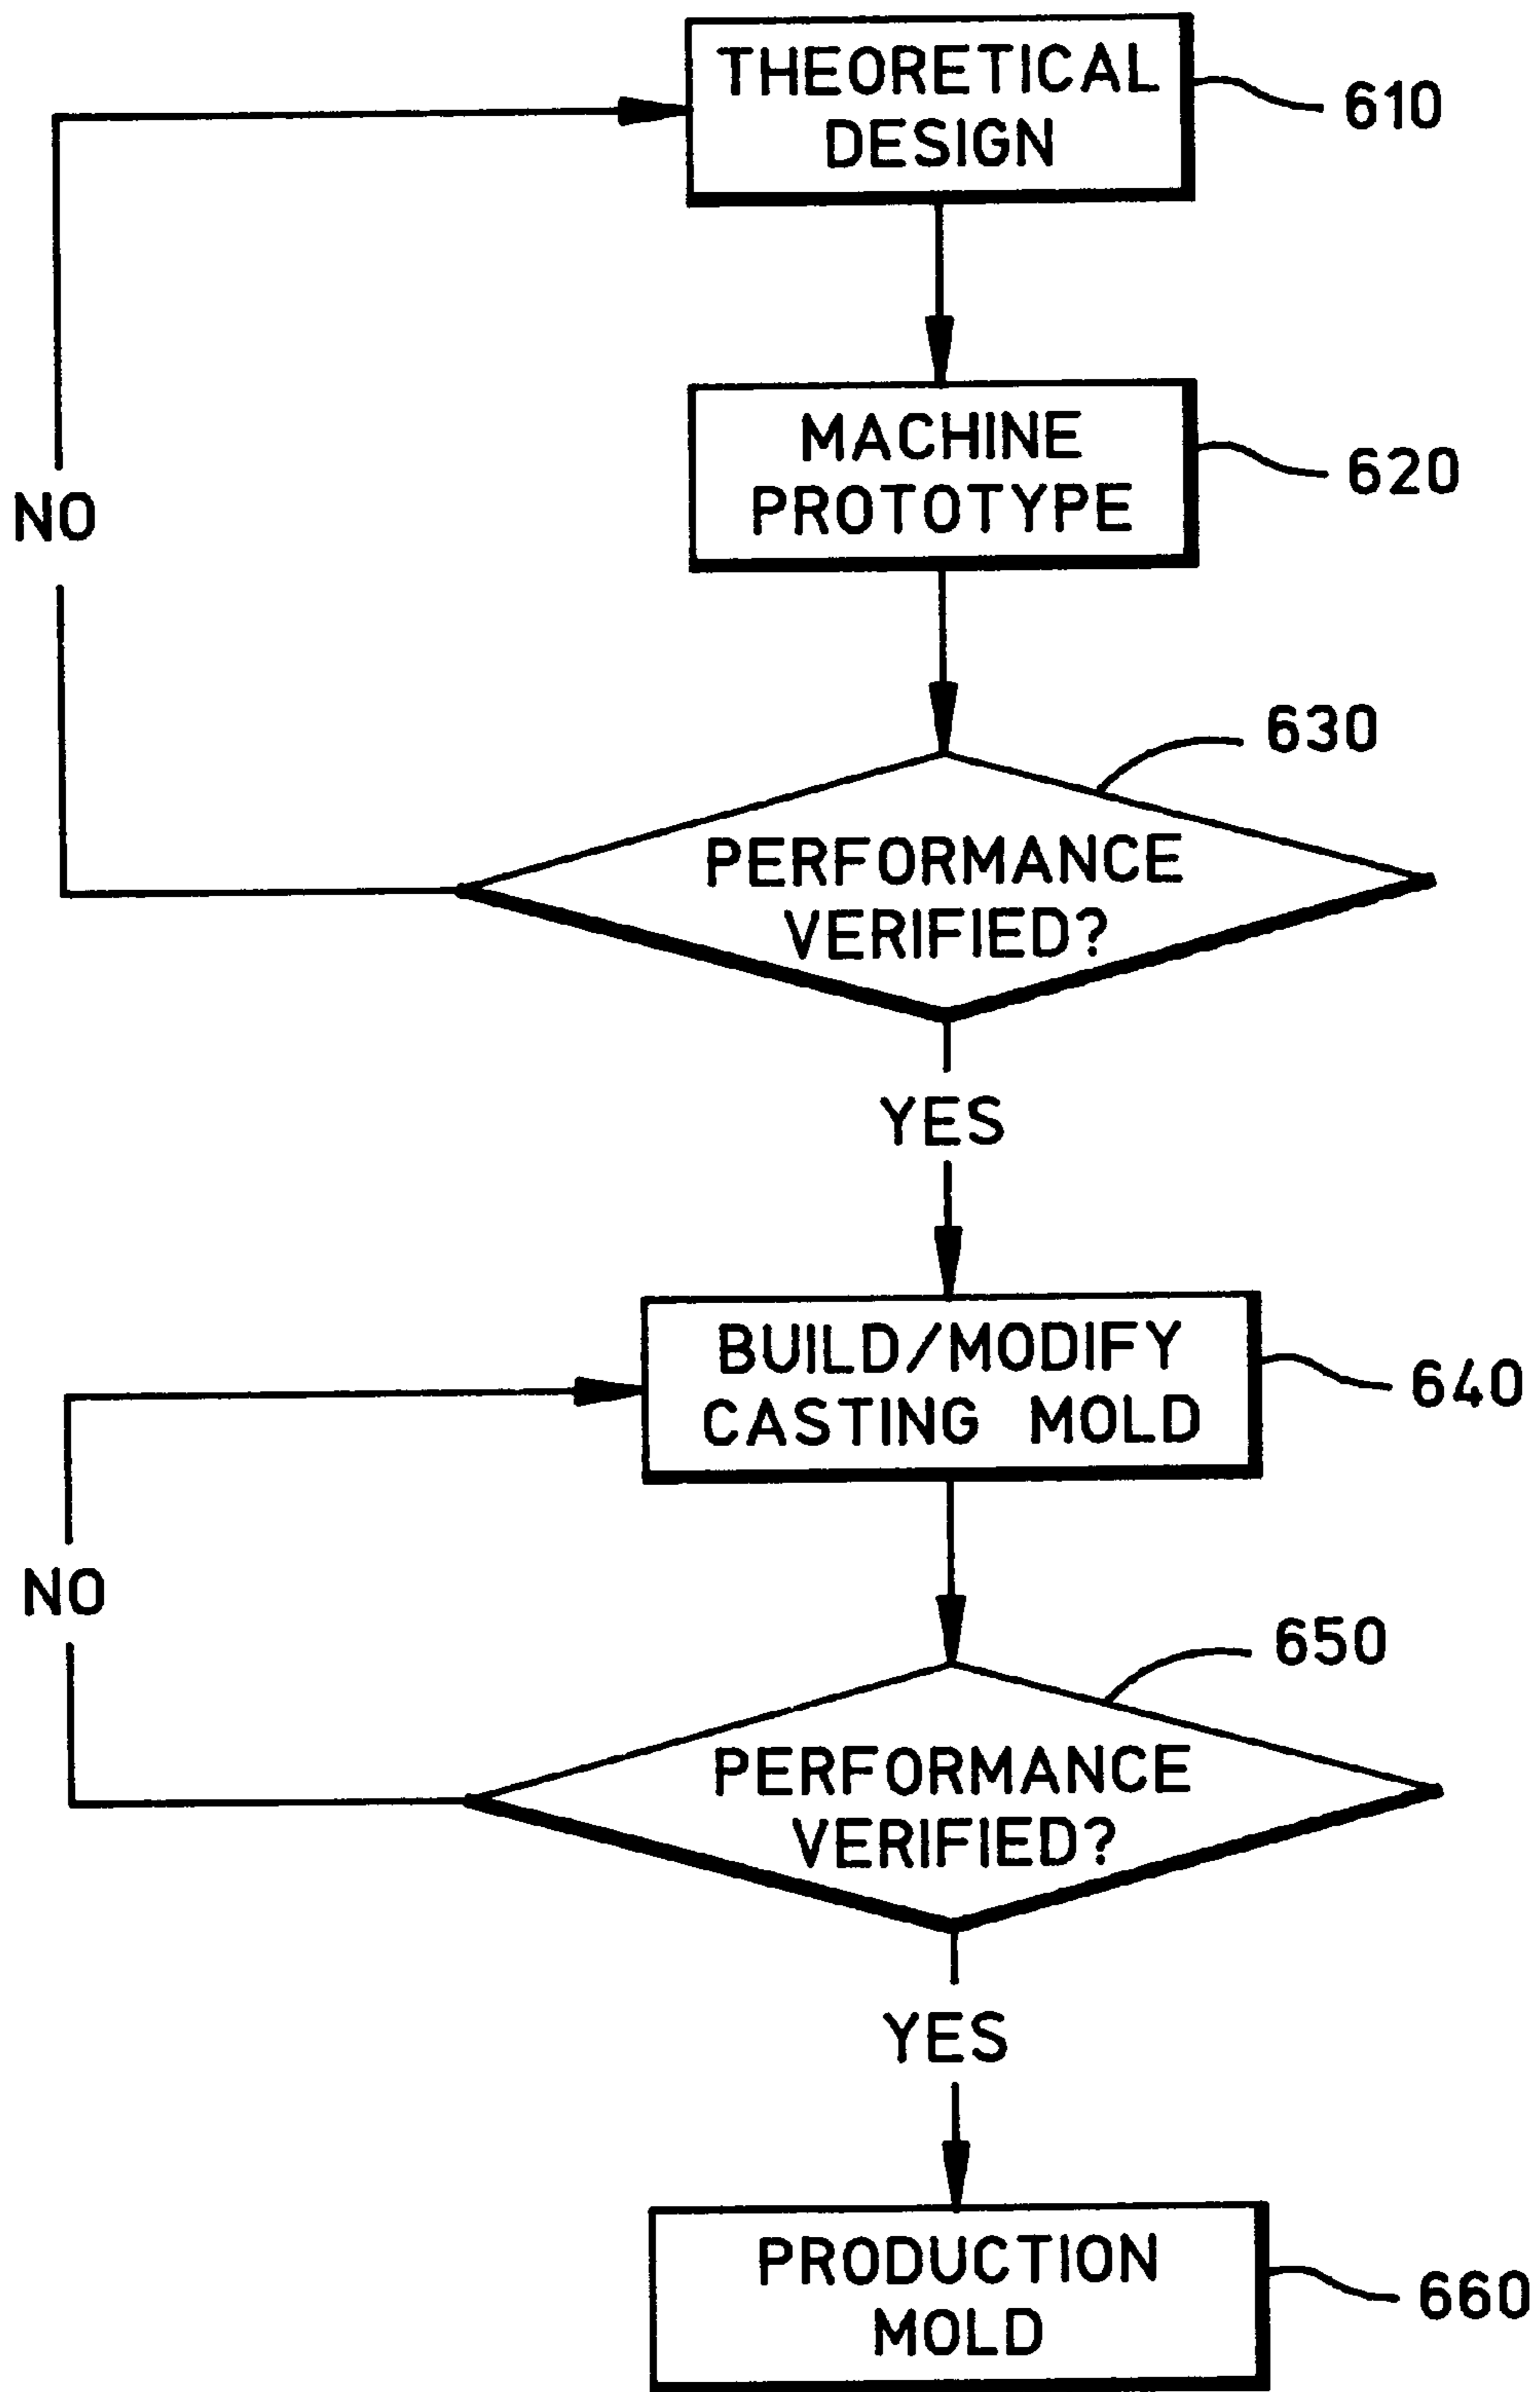 THEORETICAL
DESIGN
610
MACHINE
PROTOTYPE
620
NO
630
PERFORMANCE
VERIFIED?
YES
BUILD/MODIFY
CASTING MOLD
640
NO
650
PERFORMANCE
VERIFIED?
YES
PRODUCTION
MOLD
660